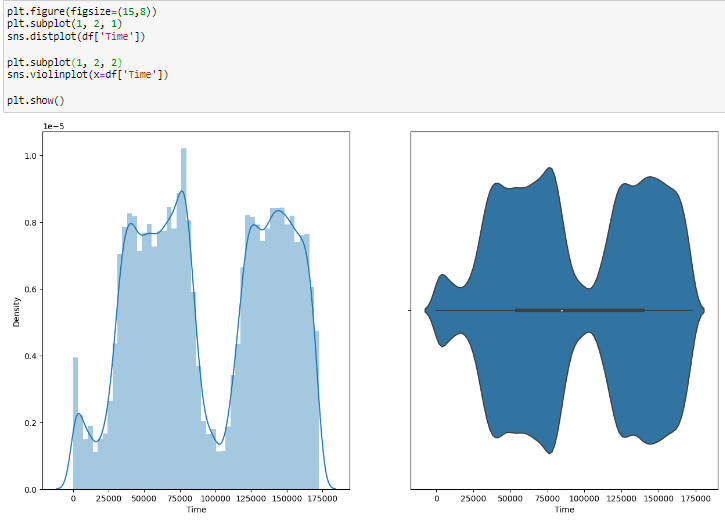 plt.figure(figsize=(15,8))
plt.subplot(1, 2, 1)
sns.distplot(df['Time'])
plt.subplot(1, 2, 2)
sns.violinplot(x=df['Time'])
plt.show()
1e−5
1.0
0.8
0.6
0.4
0.2
0.0
Density
0 25000 50000 75000 100000 125000 150000 175000
Time
0 25000 50000 75000 100000 125000 150000 175000
Time